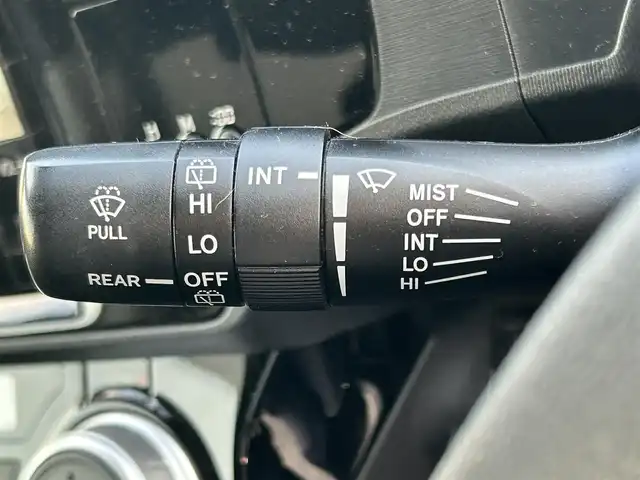 PULL
REAR
HI
LO
OFF
INT
MIST
OFF
INT
LO
HI